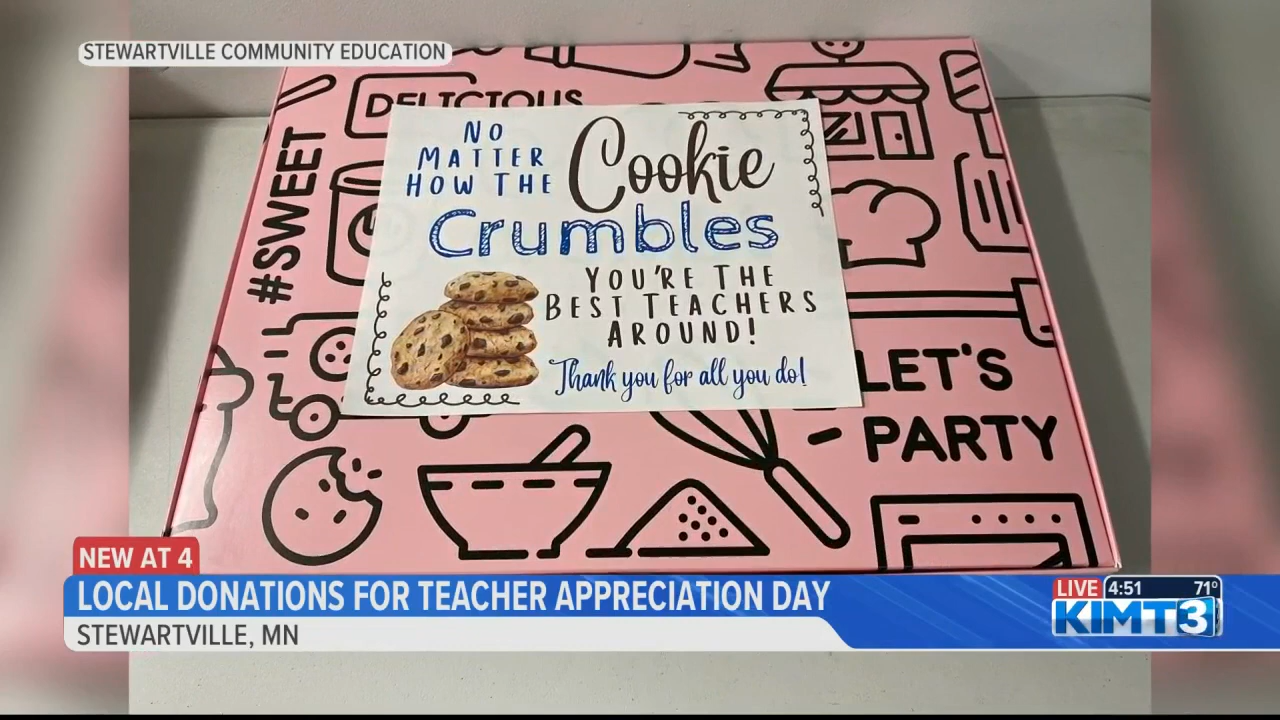 STEWARTVILLE COMMUNITY EDUCATION
DELICIOUS
#SWEET
NO
MATTER
HOW THE
Cookie
Crumbles
YOU'RE THE
BEST TEACHERS
AROUND!
Thank you for all you do!
LET'S
PARTY
NEW AT 4
LOCAL DONATIONS FOR TEACHER APPRECIATION DAY
STEWARTVILLE, MN
LIVE 4:51 71°
KIMT3